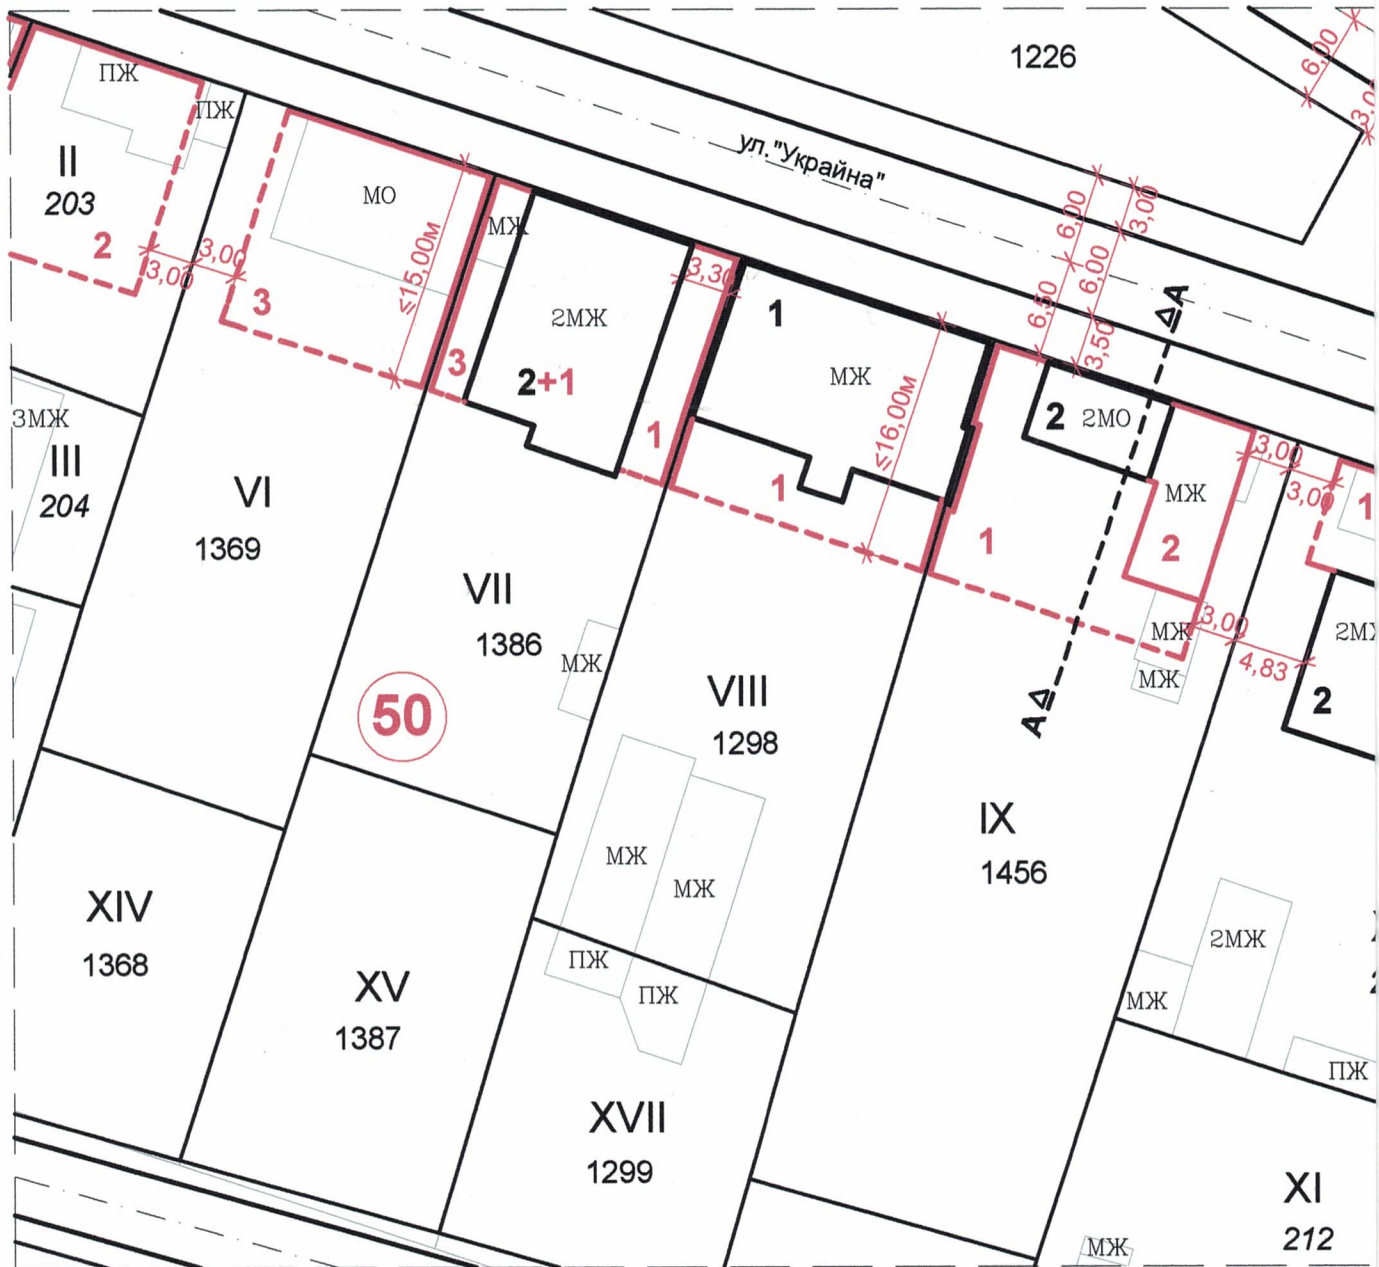 1226
6,00
3,0
ПЖ
ПЖ
II
203
2
3,00
3,00
МО
3
≤15,00м
ул."Украйна"
МЖ
2МЖ
2+1
3
1
3,30
1
МЖ
≤16,00м
1
6,00
3,00
6,00
6,50
3,50
A
2
2МО
МЖ
2
1
3,00
3,00
1
3МЖ
III
204
VI
1369
VII
1386
МЖ
VIII
1298
МЖ
МЖ
3,00
4,83
2
A
50
IX
1456
МЖ
МЖ
XIV
1368
XV
1387
ПЖ
ПЖ
2МЖ
МЖ
ПЖ
XVII
1299
XI
212
МЖ